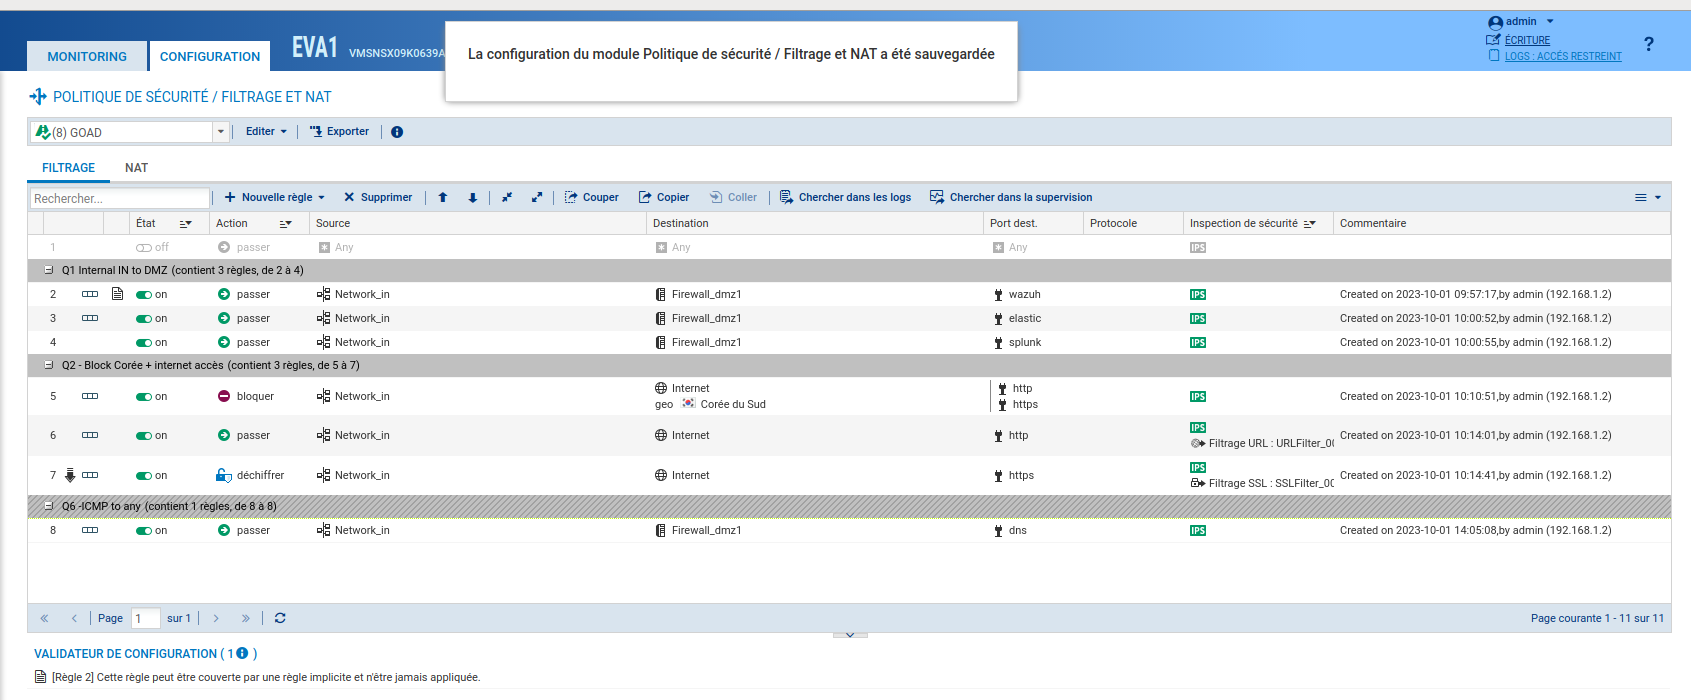 admin
MONITORING CONFIGURATION EVA1 VMSNSX09K0639A
La configuration du module Politique de sécurité / Filtrage et NAT a été sauvegardée
ÉCRITURE
LOGS : ACCÈS RESTREINT
?
POLITIQUE DE SÉCURITÉ / FILTRAGE ET NAT
(8) GOAD Editer Exporter
FILTRAGE NAT
Rechercher... Nouvelle règle Supprimer Couper Copier Coller Chercher dans les logs Chercher dans la supervision
État Action Source Destination Port dest. Protocole Inspection de sécurité Commentaire
1 off passer Any Any Any IPS
Q1 Internal IN to DMZ (contient 3 règles, de 2 à 4)
2 on passer Network_in Firewall_dmz1 wazuh IPS Created on 2023-10-01 09:57:17,by admin (192.168.1.2)
3 on passer Network_in Firewall_dmz1 elastic IPS Created on 2023-10-01 10:00:52,by admin (192.168.1.2)
4 on passer Network_in Firewall_dmz1 splunk IPS Created on 2023-10-01 10:00:55,by admin (192.168.1.2)
Q2 - Block Corée + internet accès (contient 3 règles, de 5 à 7)
5 on bloquer Network_in Internet http IPS Created on 2023-10-01 10:10:51,by admin (192.168.1.2)
geo Corée du Sud https
6 on passer Network_in Internet http IPS Created on 2023-10-01 10:14:01,by admin (192.168.1.2)
Filtrage URL : URLFilter_00
7 on déchiffrer Network_in Internet https IPS Created on 2023-10-01 10:14:41,by admin (192.168.1.2)
Filtrage SSL : SSLFilter_00
Q6 -ICMP to any (contient 1 règles, de 8 à 8)
8 on passer Network_in Firewall_dmz1 dns IPS Created on 2023-10-01 14:05:08,by admin (192.168.1.2)
Page 1 sur 1 Page courante 1 - 11 sur 11
VALIDATEUR DE CONFIGURATION ( 1 )
[Règle 2] Cette règle peut être couverte par une règle implicite et n'être jamais appliquée.